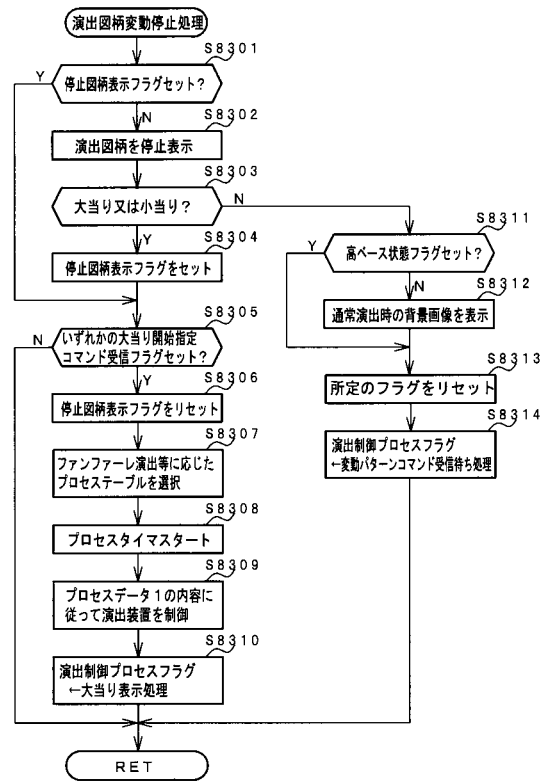 演出図柄変動停止処理
S8301
Y
停止図柄表示フラグセット？
N
S8302
演出図柄を停止表示
S8303
大当り又は小当り？
N
Y
S8304
停止図柄表示フラグをセット
S8305
N
いずれかの大当り開始指定
コマンド受信フラグセット？
Y
S8306
停止図柄表示フラグをリセット
S8307
ファンファーレ演出等に応じた
プロセステーブルを選択
S8308
プロセスタイマスタート
S8309
プロセスデータ１の内容に
従って演出装置を制御
S8310
演出制御プロセスフラグ
←大当り表示処理
S8311
Y
高ベース状態フラグセット？
N
S8312
通常演出時の背景画像を表示
S8313
所定のフラグをリセット
S8314
演出制御プロセスフラグ
←変動パターンコマンド受信待ち処理
RET